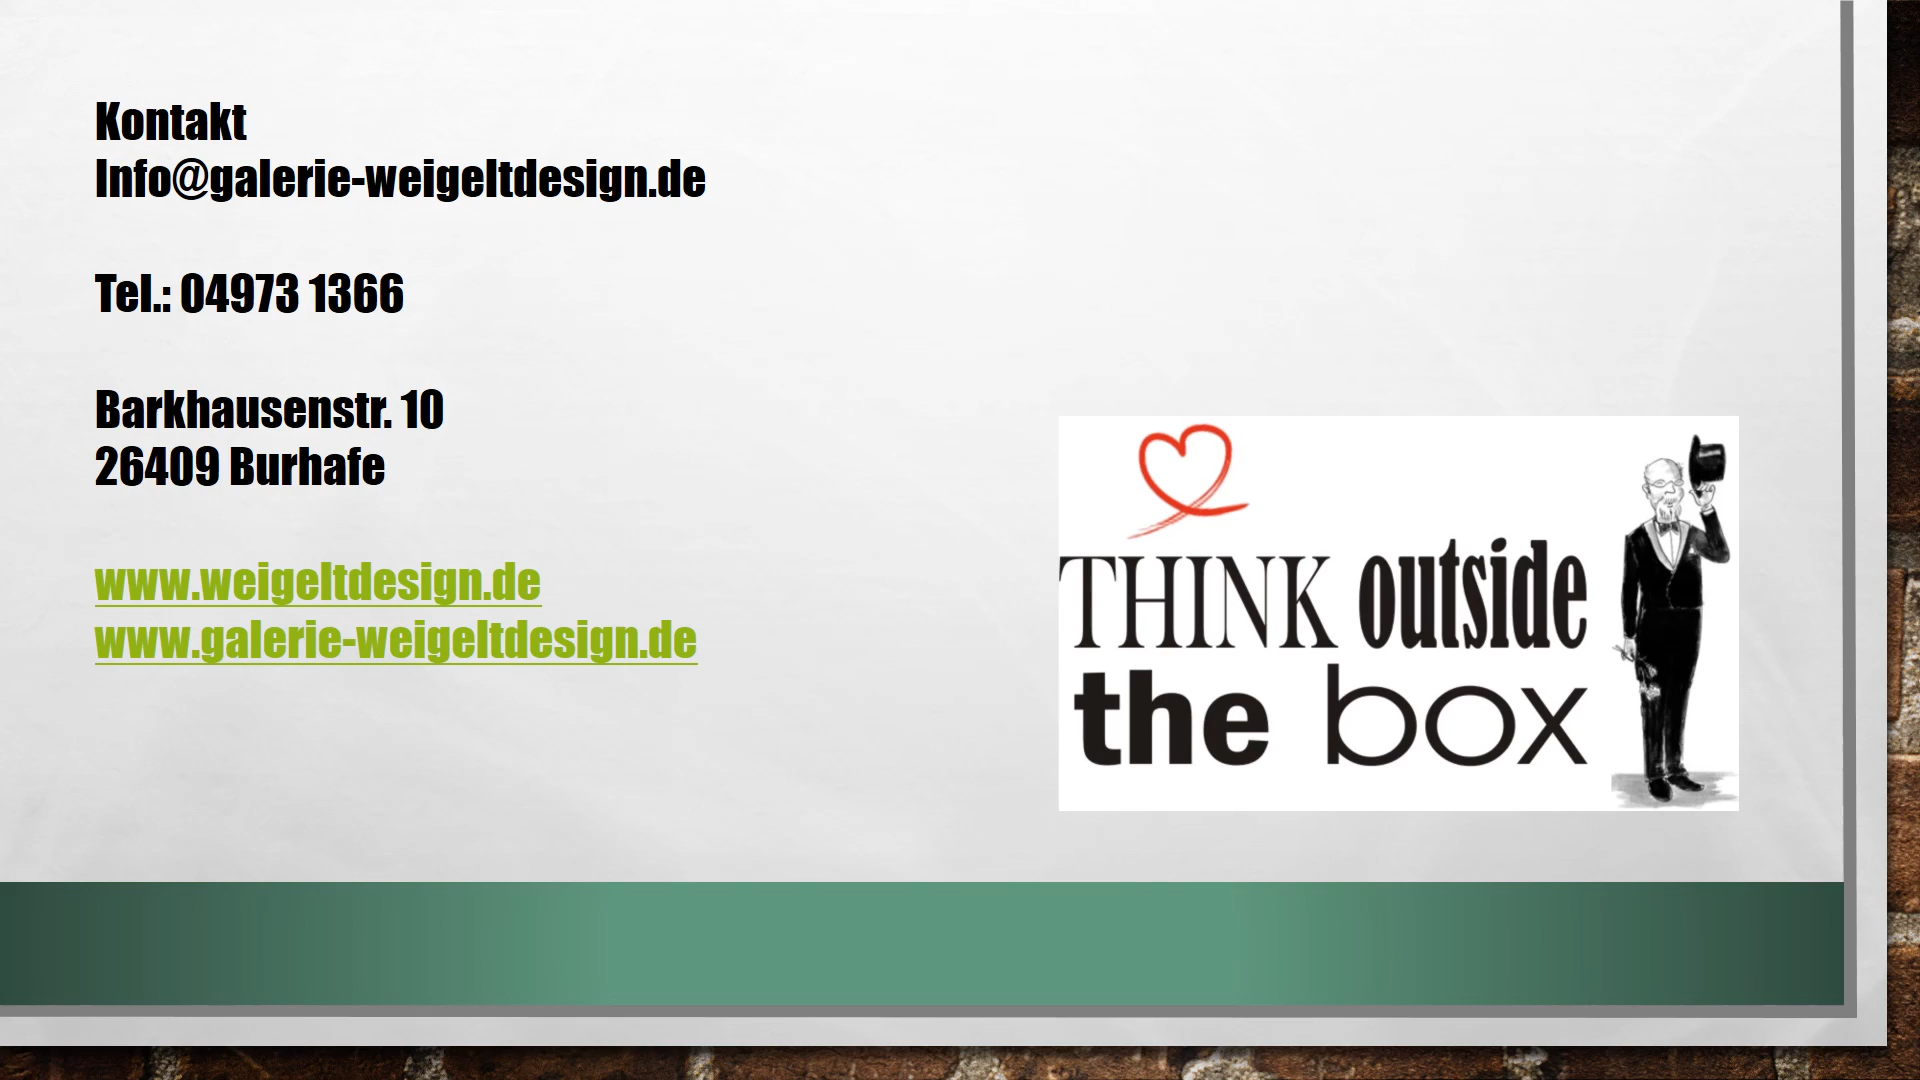 Kontakt
Info@galerie-weigeltdesign.de
Tel.: 04973 1366
Barkhausenstr. 10
26409 Burhafe
www.weigeltdesign.de
www.galerie-weigeltdesign.de
THINK outside
the box